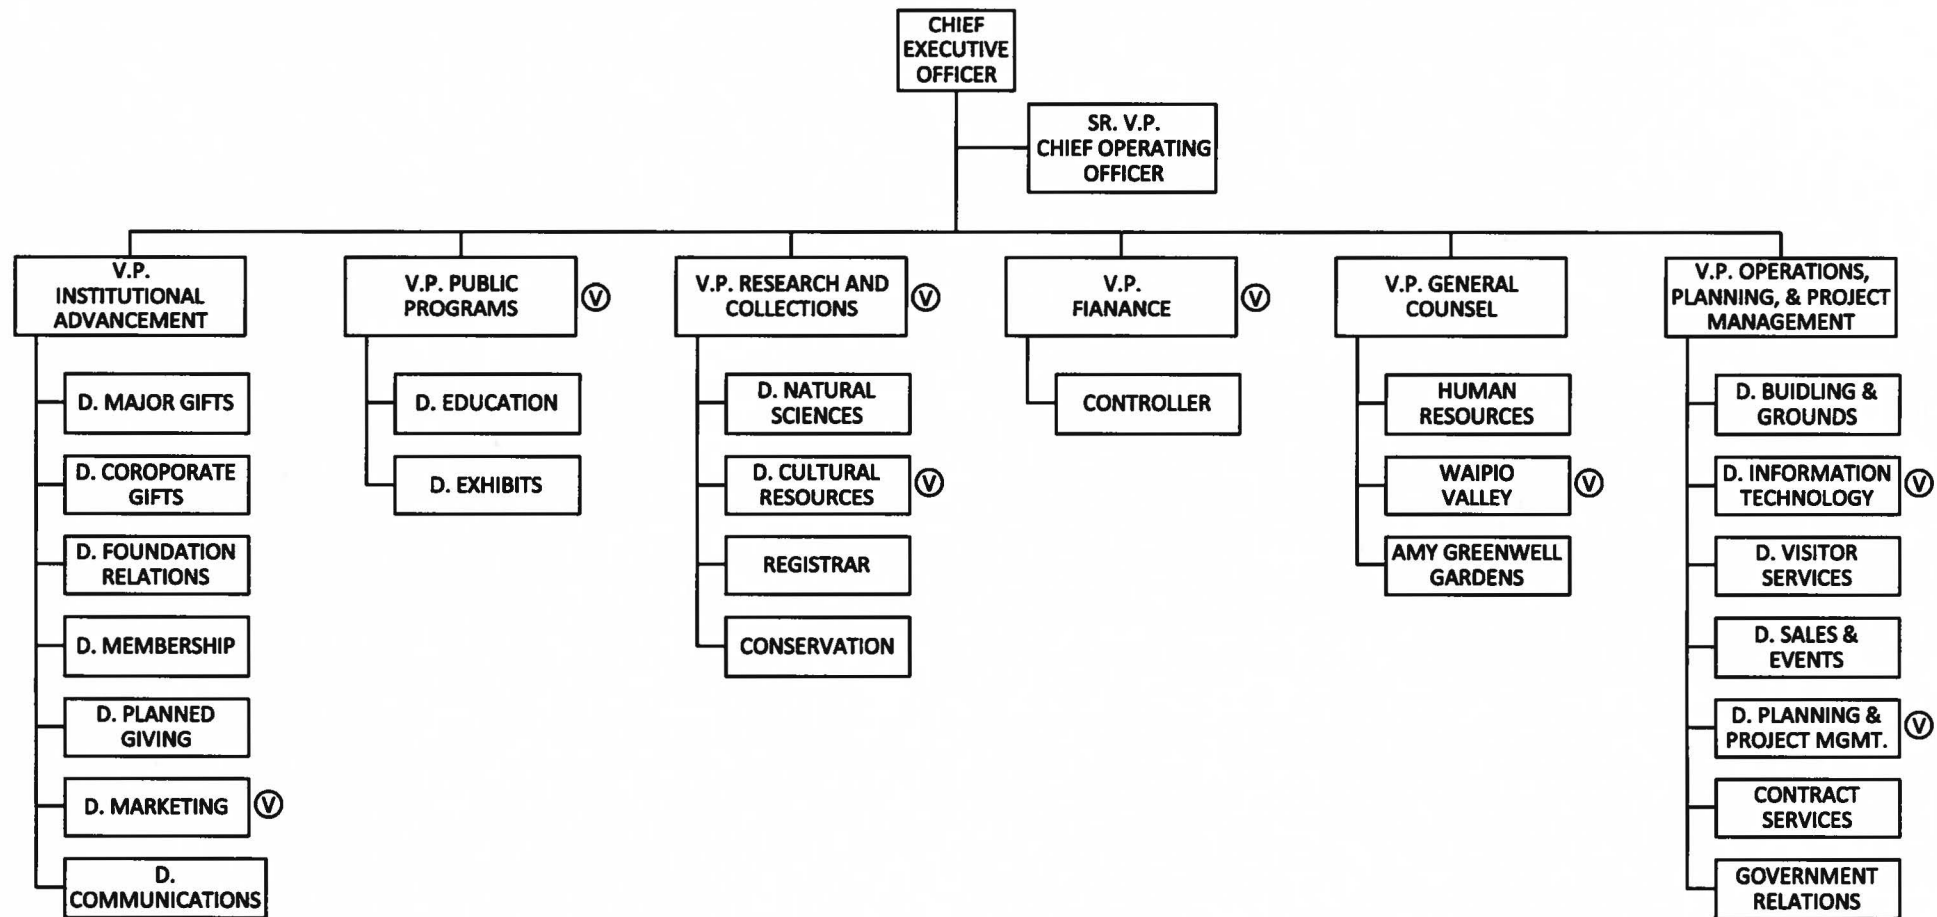 CHIEF
EXECUTIVE
OFFICER
SR. V.P.
CHIEF OPERATING
OFFICER
V.P.
INSTITUTIONAL
ADVANCEMENT
D. MAJOR GIFTS
D. COROPORATE
GIFTS
D. FOUNDATION
RELATIONS
D. MEMBERSHIP
D. PLANNED
GIVING
D. MARKETING
V
D.
COMMUNICATIONS
V.P. PUBLIC
PROGRAMS
V
D. EDUCATION
D. EXHIBITS
V.P. RESEARCH AND
COLLECTIONS
V
D. NATURAL
SCIENCES
D. CULTURAL
RESOURCES
V
REGISTRAR
CONSERVATION
V.P.
FIANANCE
V
CONTROLLER
V.P. GENERAL
COUNSEL
HUMAN
RESOURCES
WAIPIO
VALLEY
V
AMY GREENWELL
GARDENS
V.P. OPERATIONS,
PLANNING, & PROJECT
MANAGEMENT
D. BUIDLING &
GROUNDS
D. INFORMATION
TECHNOLOGY
V
D. VISITOR
SERVICES
D. SALES &
EVENTS
D. PLANNING &
PROJECT MGMT.
V
CONTRACT
SERVICES
GOVERNMENT
RELATIONS